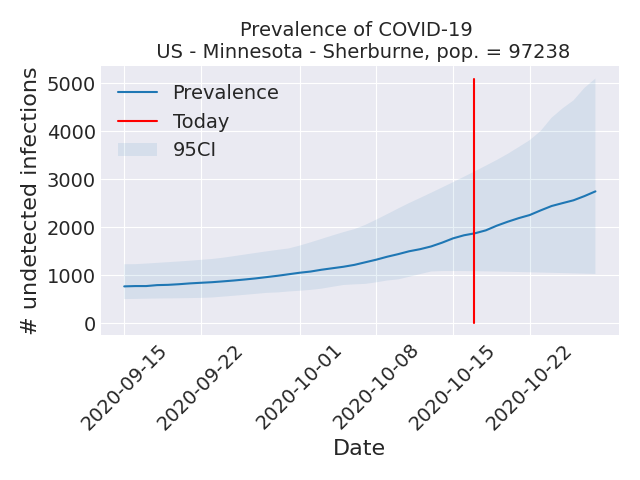 Prevalence of COVID-19
US - Minnesota - Sherburne, pop. = 97238
# undetected infections
5000
4000
3000
2000
1000
0
Prevalence
Today
95CI
2020-09-15
2020-09-22
2020-10-01
2020-10-08
2020-10-15
2020-10-22
Date